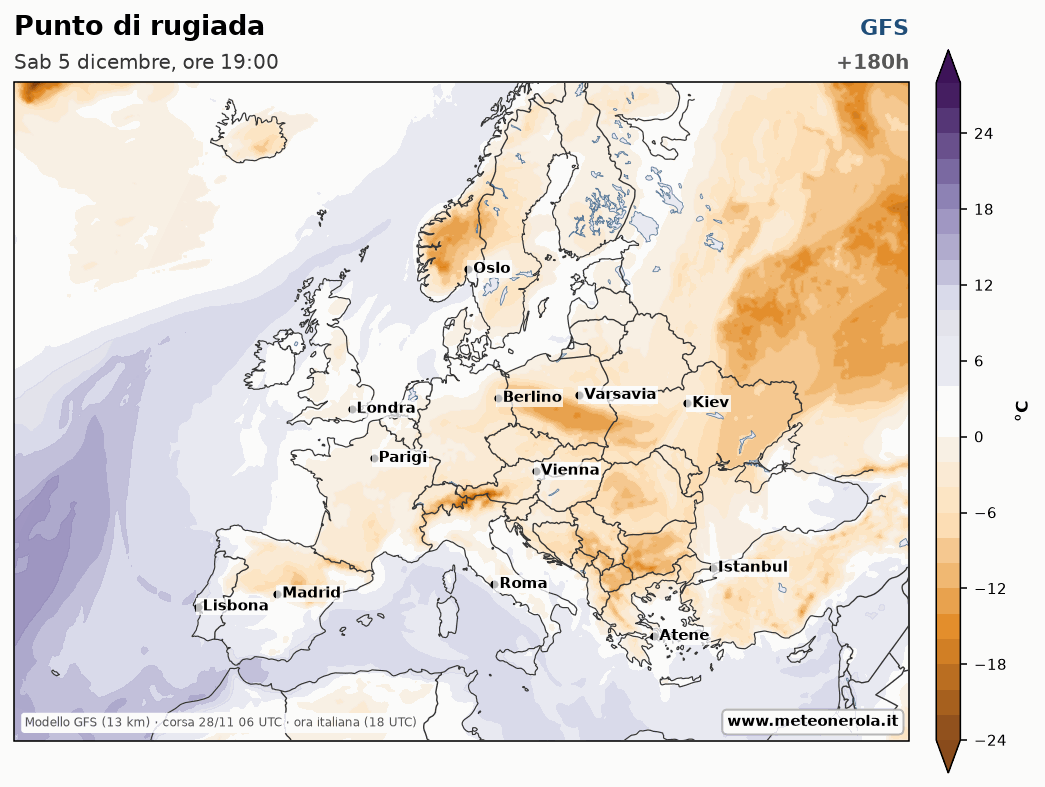 Punto di rugiada
GFS
Sab 5 dicembre, ore 19:00
+180h
Oslo
Berlino
Varsavia
Kiev
Londra
Parigi
Vienna
Istanbul
Roma
Madrid
Lisbona
Atene
24
18
12
6
0
−6
−12
−18
−24
°C
Modello GFS (13 km) · corsa 28/11 06 UTC · ora italiana (18 UTC)
www.meteonerola.it